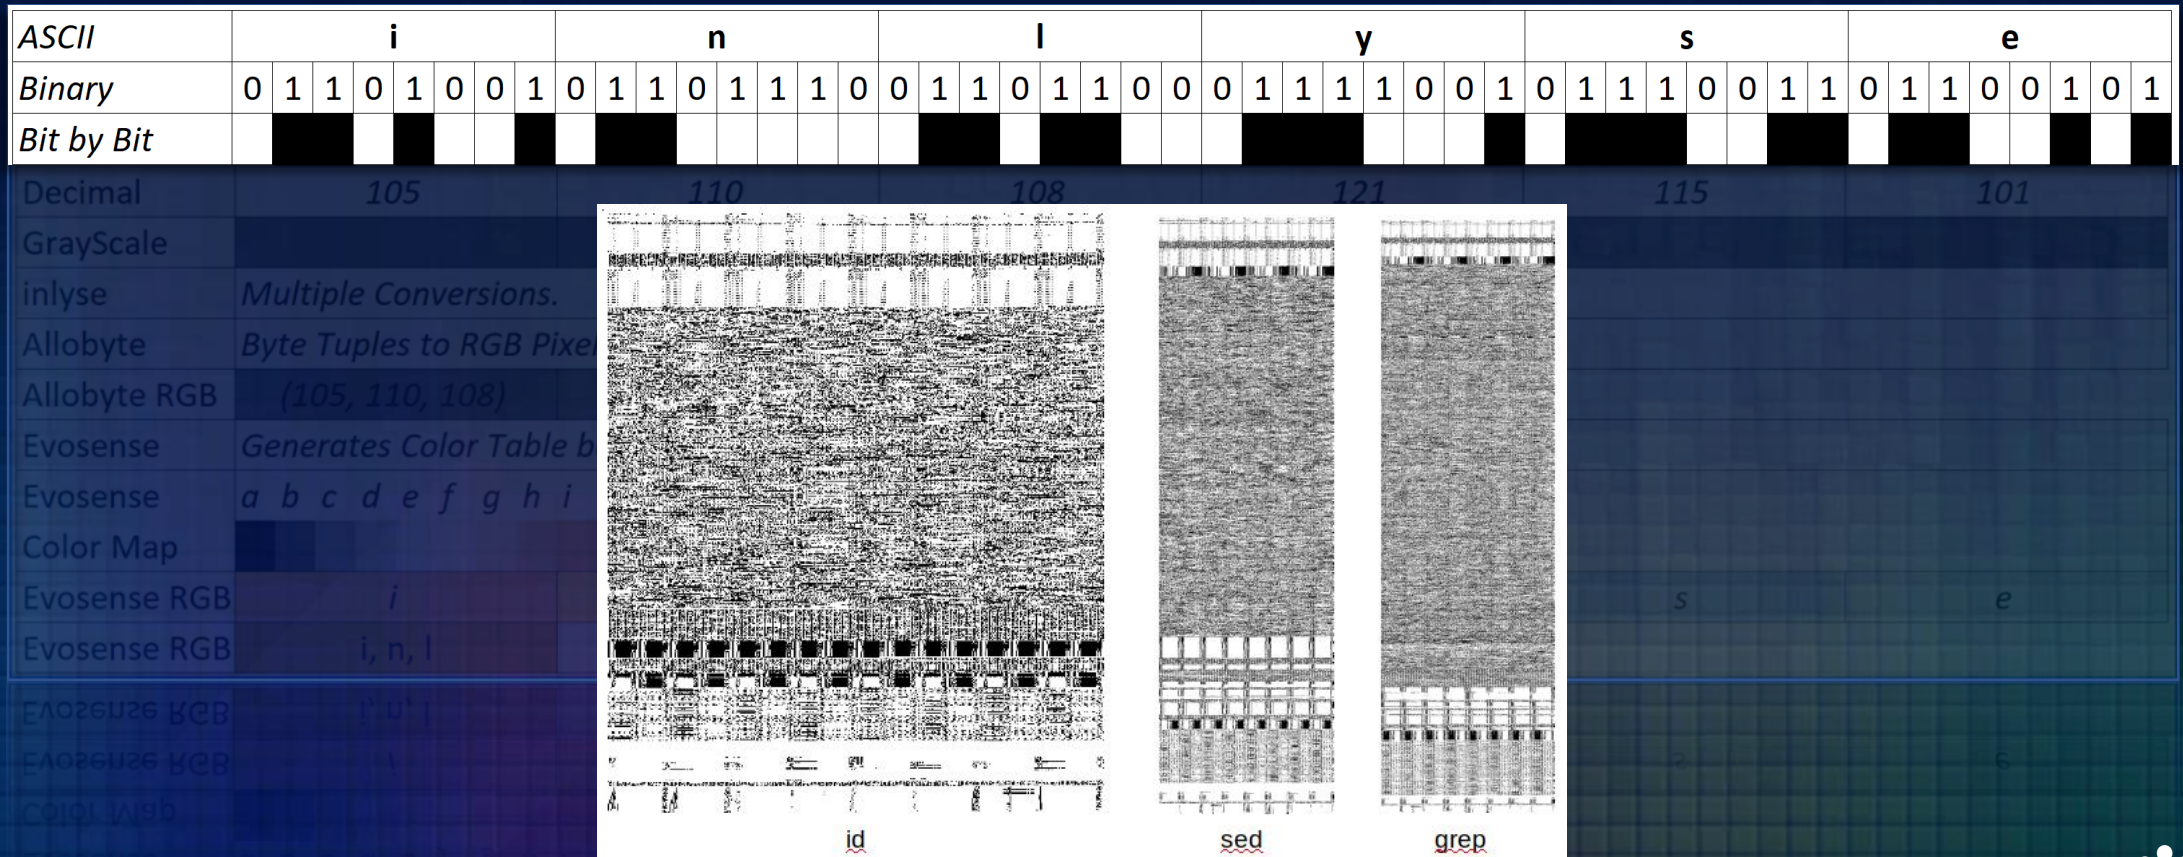 ASCII i n l y s e
Binary 0 1 1 0 1 0 0 1 0 1 1 0 1 1 1 0 0 1 1 0 1 1 0 0 0 1 1 1 1 0 0 1 0 1 1 1 0 0 1 1 0 1 1 0 0 1 0 1
Bit by Bit
Decimal 105 110 108 121 115 101
GrayScale
inlyse Multiple Conversions.
Allobyte Byte Tuples to RGB
Allobyte RGB (105, 110, 108)
Evosense Generates Color Table
Evosense a b c d e f g h i
Color Map
Evosense RGB i s e
Evosense RGB i, n, l
id sed grep